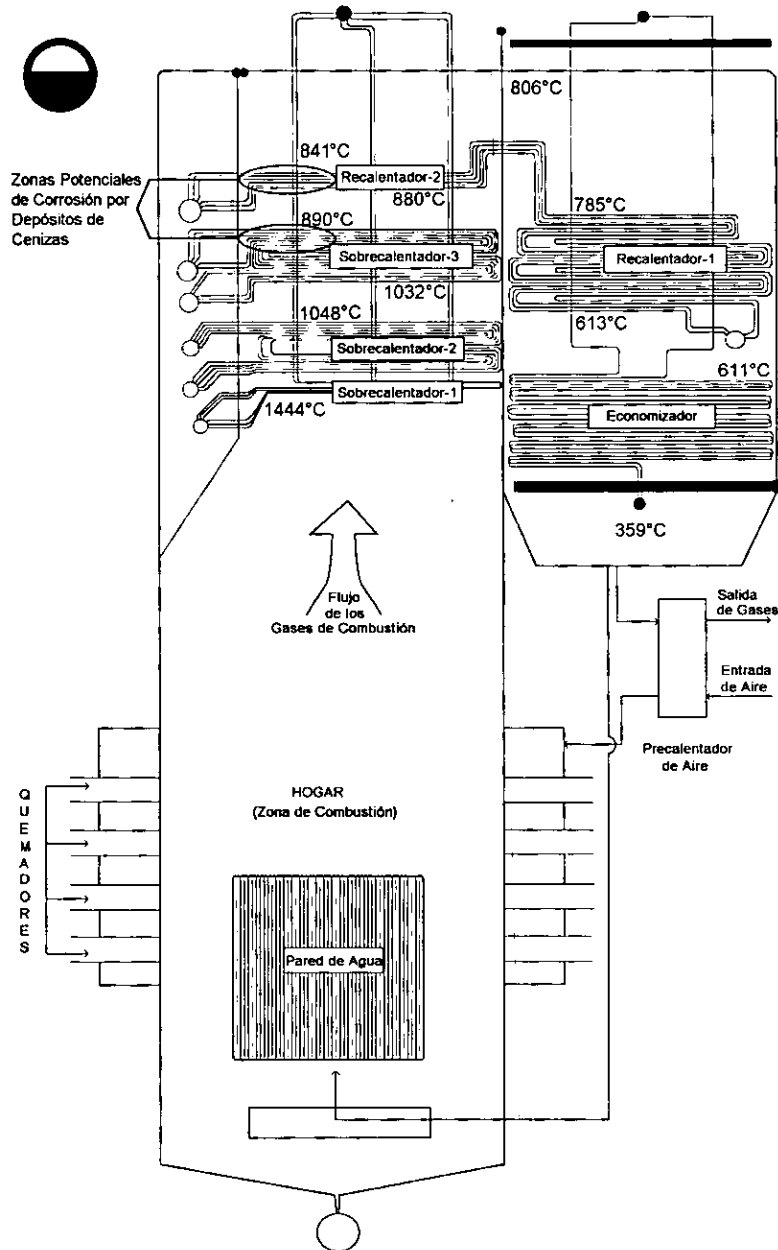 806°C
841°C
Zonas Potenciales
de Corrosión por
Depósitos de
Cenizas
Recalentador-2
880°C
785°C
890°C
Sobrecalentador-3
Recalentador-1
1032°C
1048°C
613°C
Sobrecalentador-2
611°C
Sobrecalentador-1
1444°C
Economizador
359°C
Flujo
de los
Gases de Combustión
Salida
de Gases
Entrada
de Aire
Precalentador
de Aire
HOGAR
(Zona de Combustión)
QUEMADORES
Pared de Agua